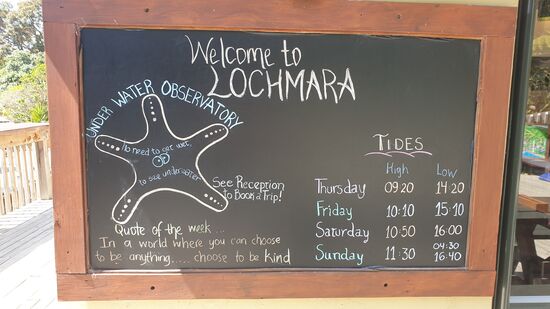 Welcome to
LOCHMARA
UNDER WATER OBSERVATORY
No need to get wet
to see underwater
See Reception
to Book a Trip!
Quote of the week...
In a world where you can choose
to be anything..... choose to be kind
TIDES
High Low
Thursday 09 20 14·20
Friday 10·10 15·10
Saturday 10·50 16 00
Sunday 11·30 04:30
16·40